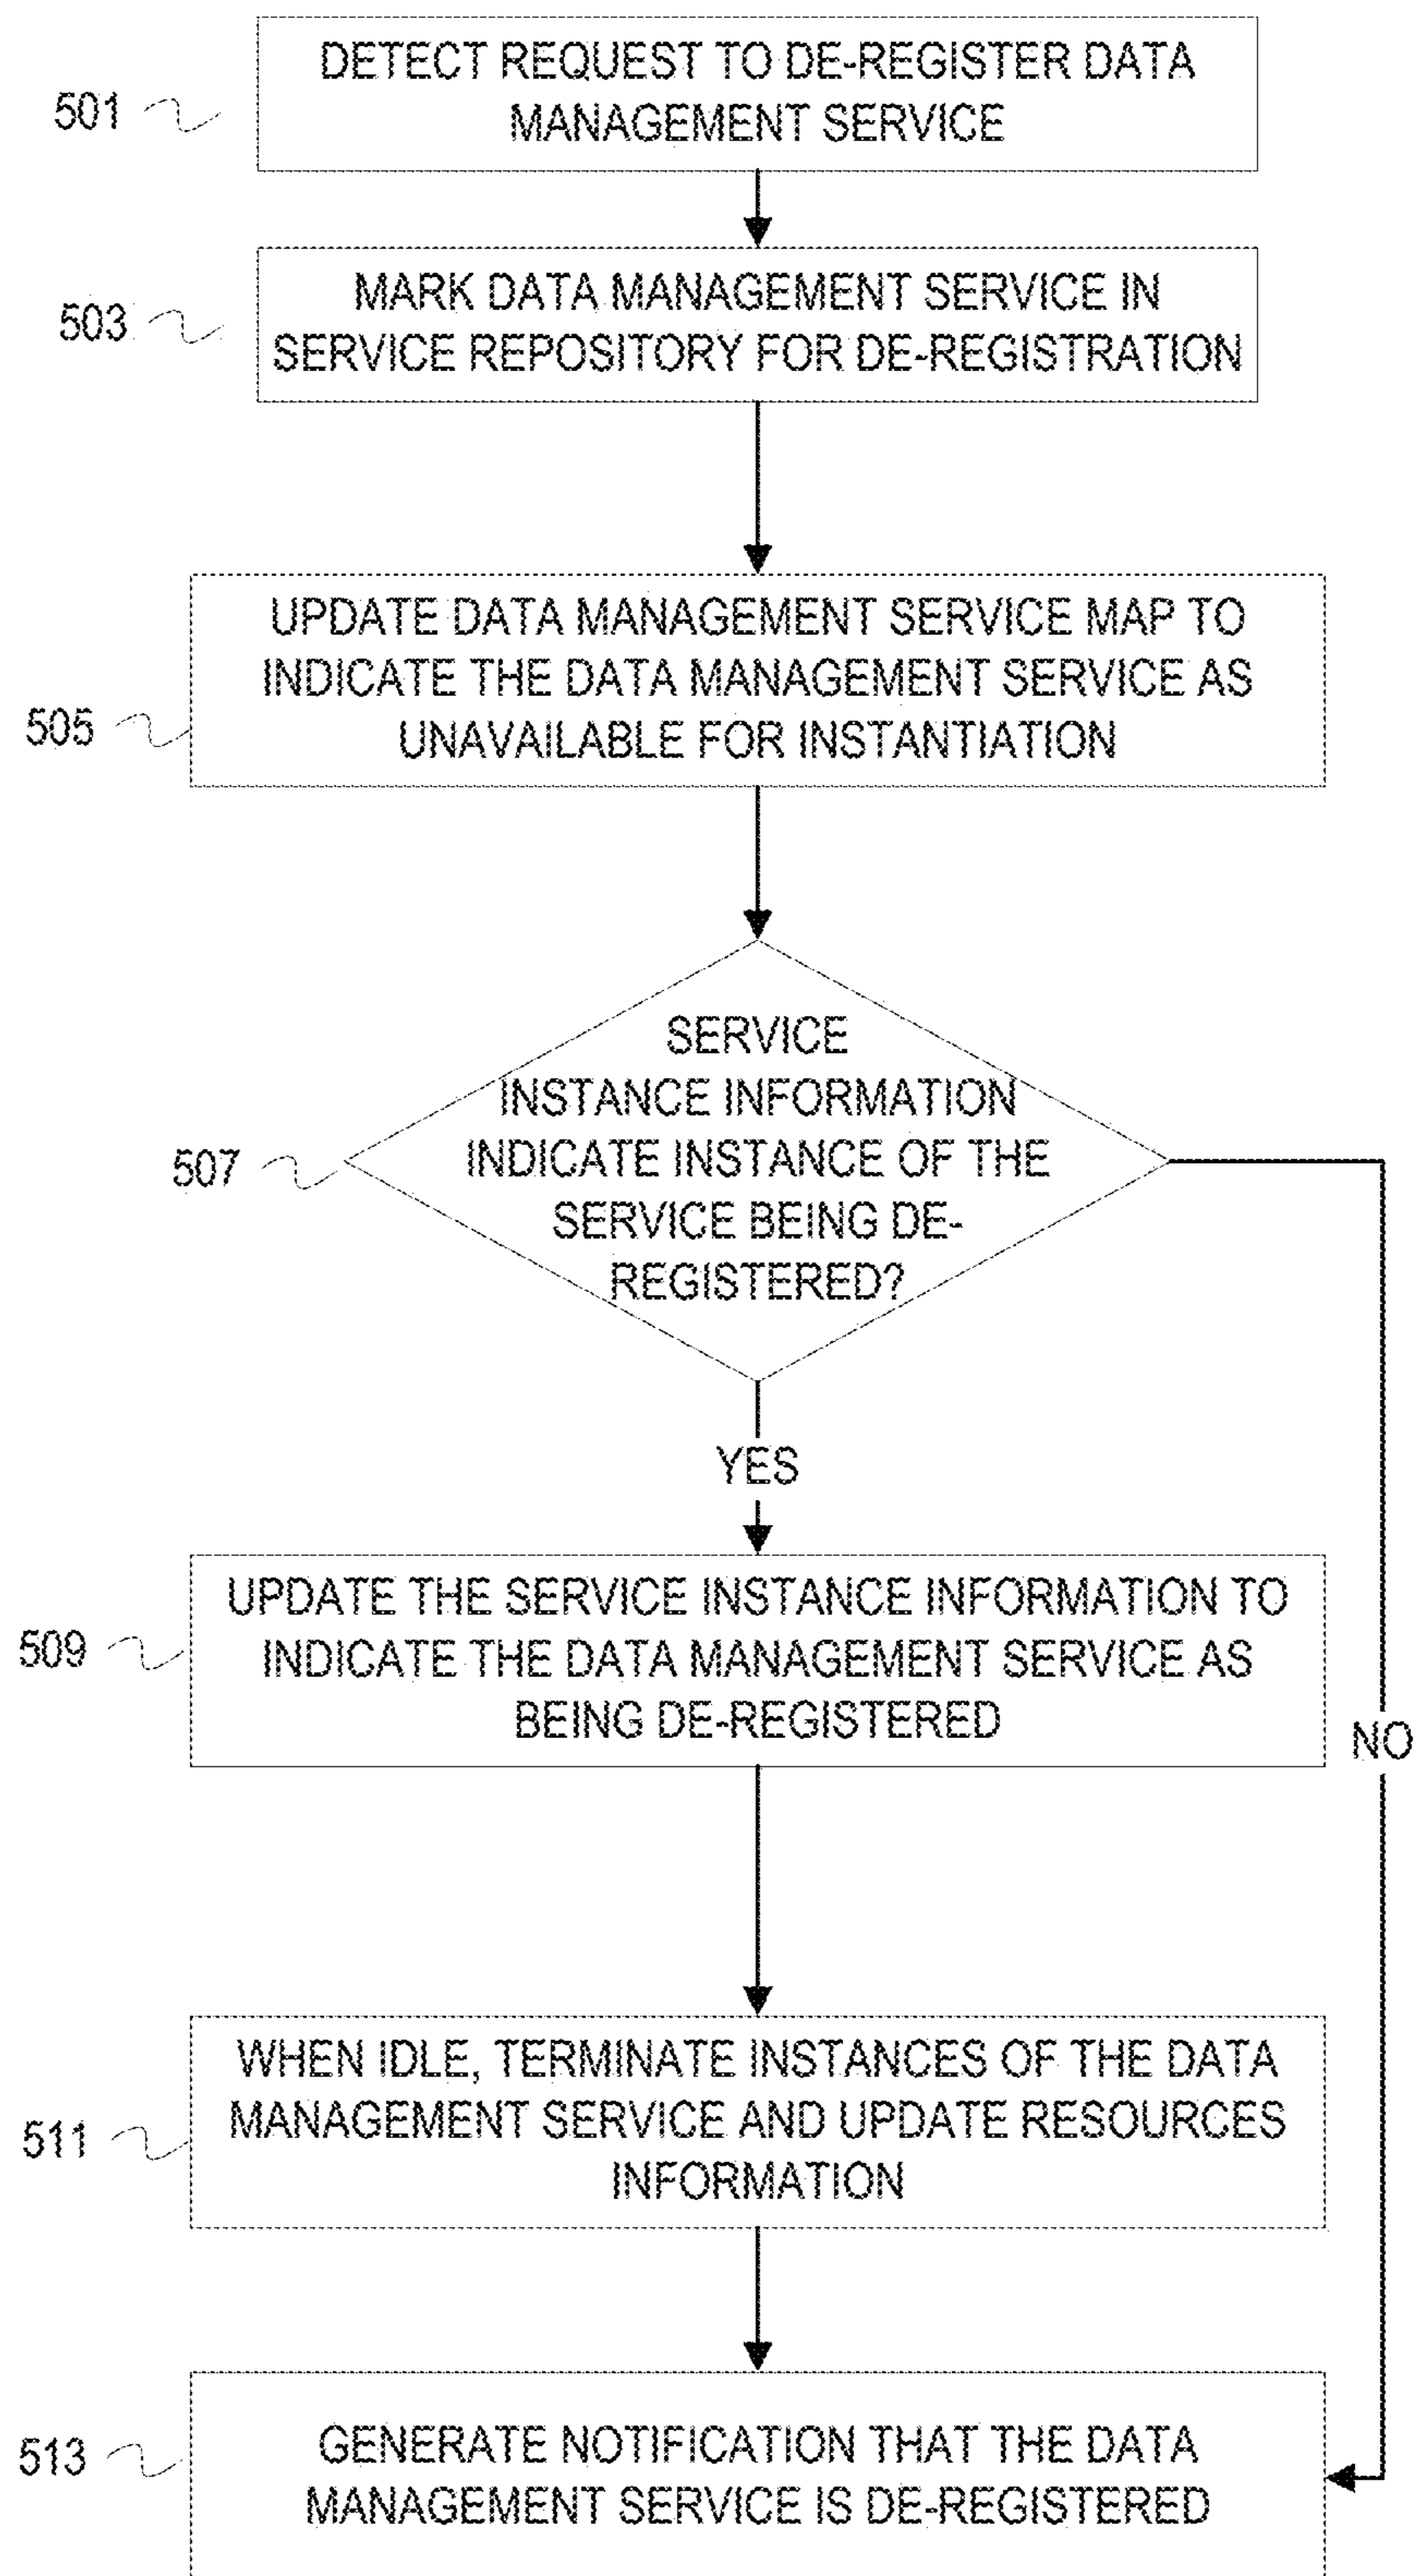 DETECT REQUEST TO DE-REGISTER DATA
MANAGEMENT SERVICE
501
MARK DATA MANAGEMENT SERVICE IN
SERVICE REPOSITORY FOR DE-REGISTRATION
503
UPDATE DATA MANAGEMENT SERVICE MAP TO
INDICATE THE DATA MANAGEMENT SERVICE AS
UNAVAILABLE FOR INSTANTIATION
505
SERVICE
INSTANCE INFORMATION
INDICATE INSTANCE OF THE
SERVICE BEING DE-
REGISTERED?
507
YES
UPDATE THE SERVICE INSTANCE INFORMATION TO
INDICATE THE DATA MANAGEMENT SERVICE AS
BEING DE-REGISTERED
509
NO
WHEN IDLE, TERMINATE INSTANCES OF THE DATA
MANAGEMENT SERVICE AND UPDATE RESOURCES
INFORMATION
511
GENERATE NOTIFICATION THAT THE DATA
MANAGEMENT SERVICE IS DE-REGISTERED
513